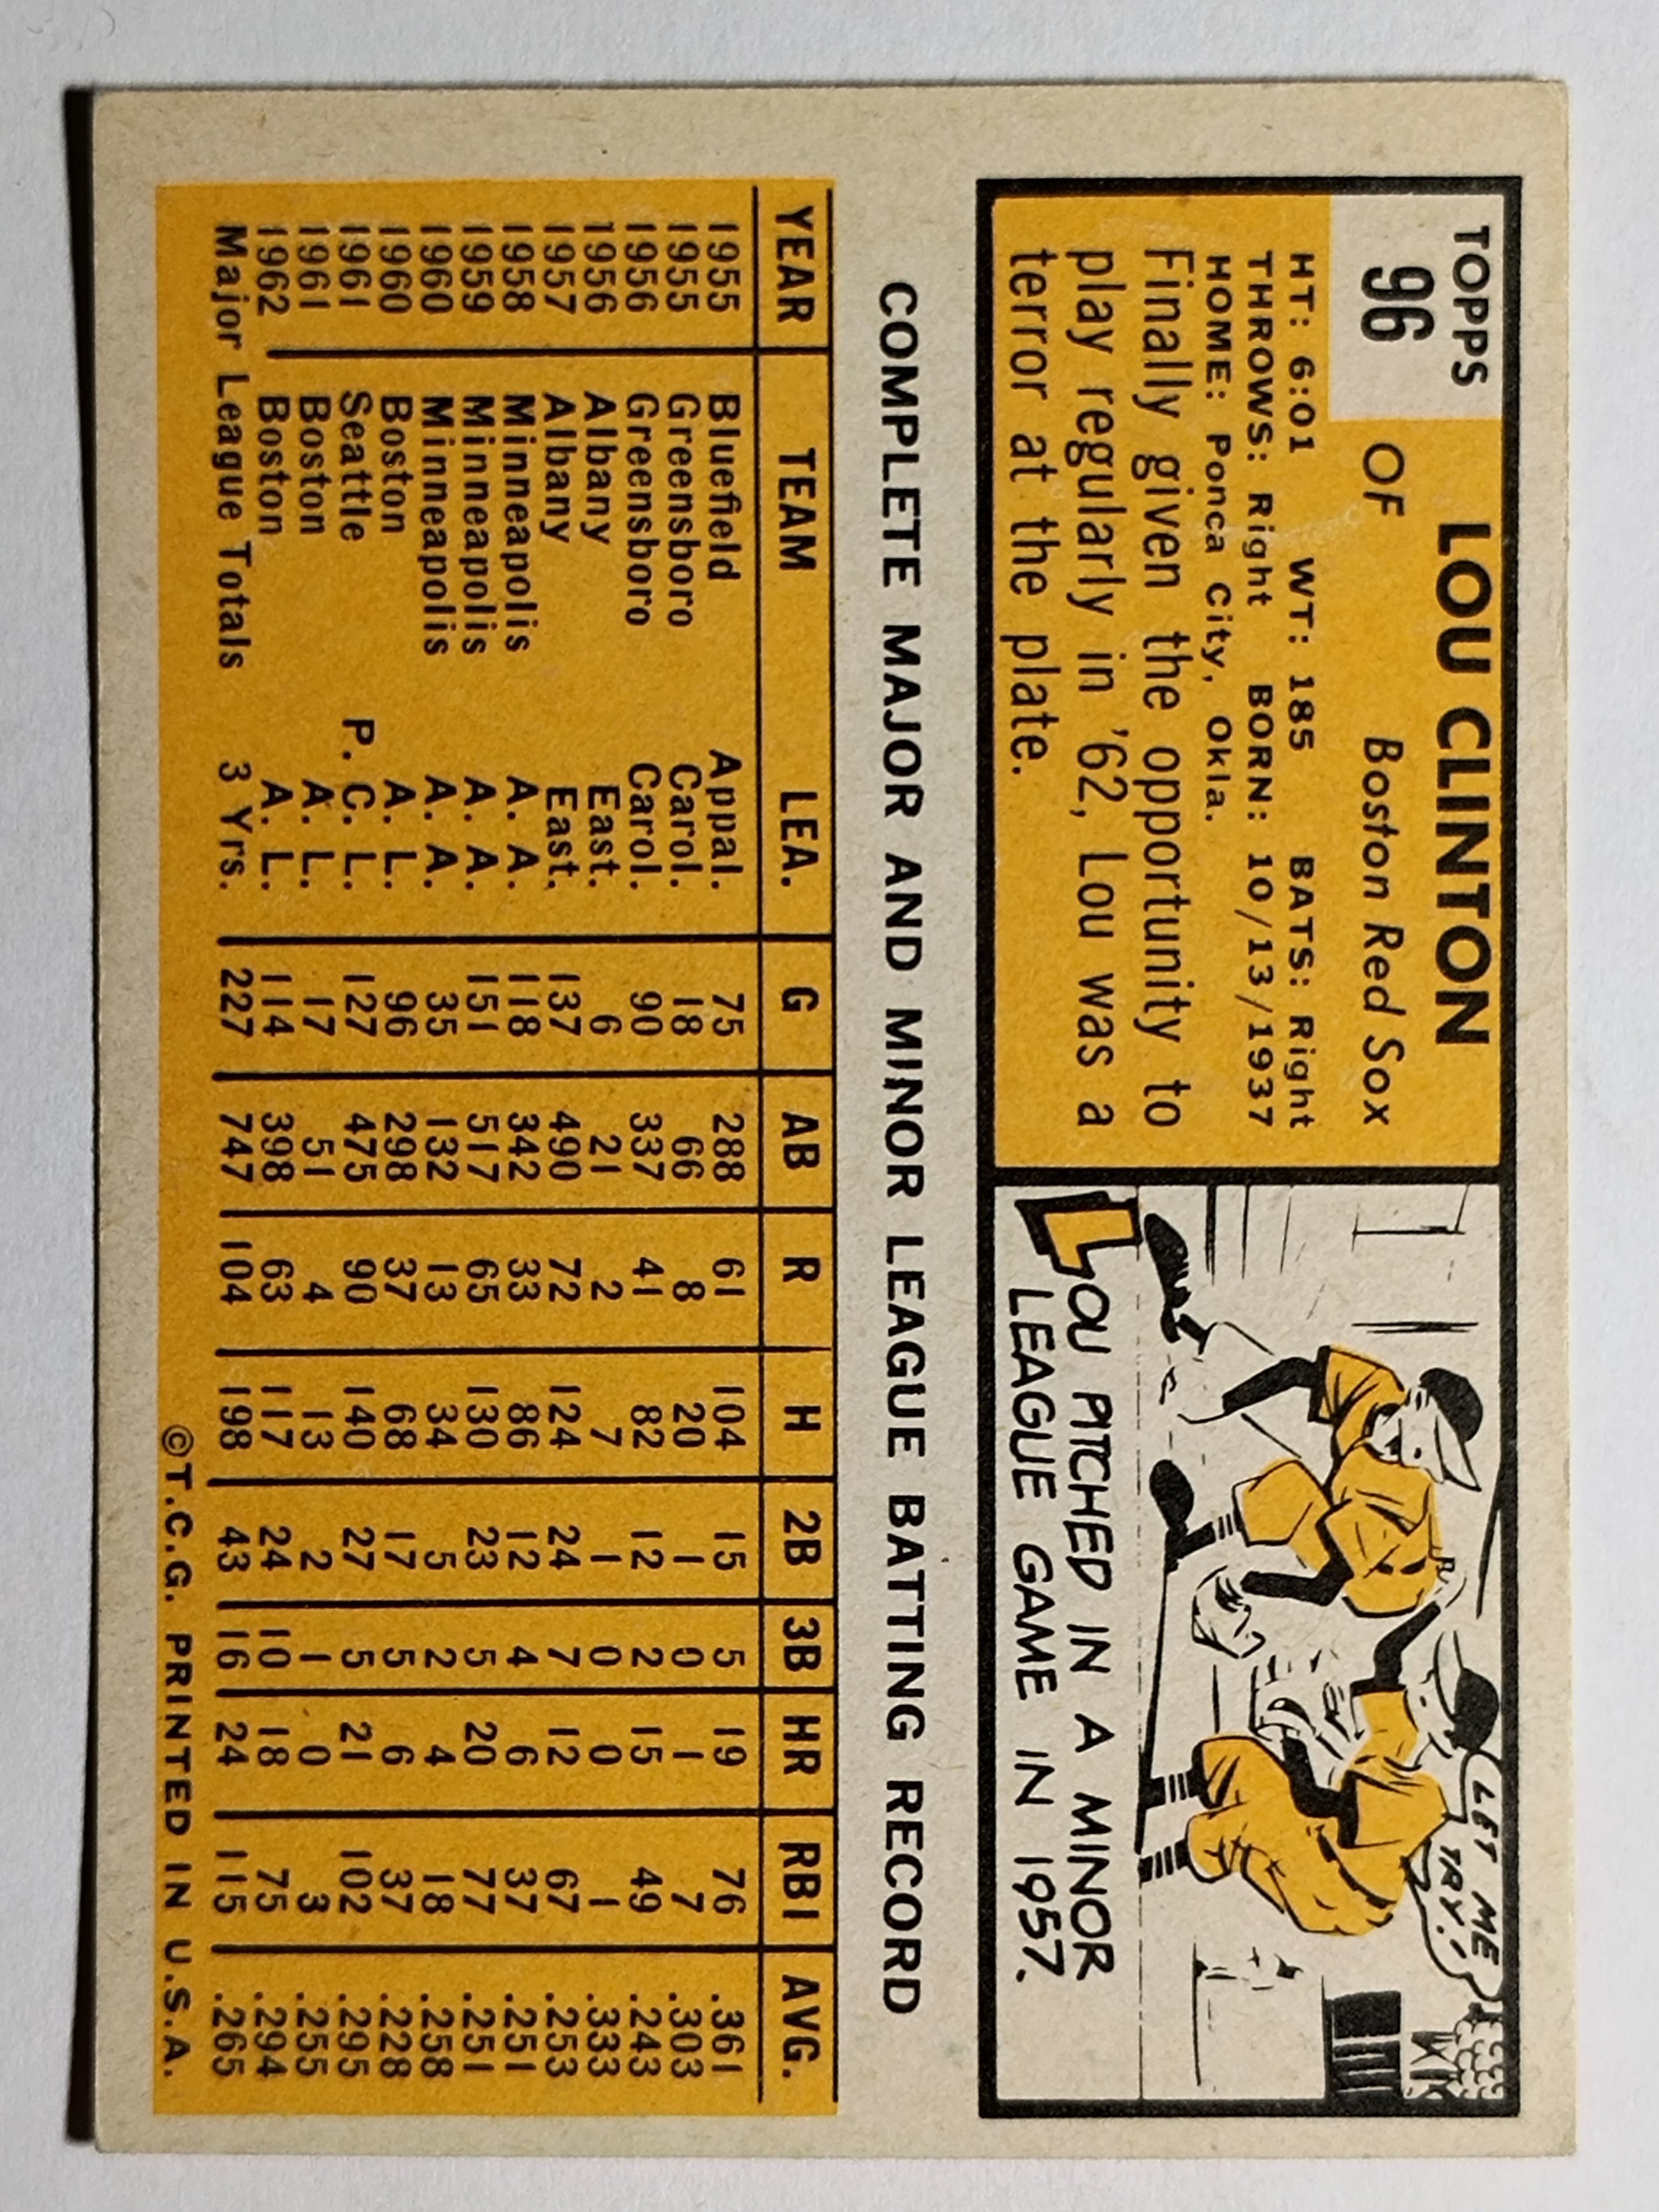 TOPPS
96
LOU CLINTON
OF Boston Red Sox
HT: 6:01 WT: 185 BATS: Right
THROWS: Right BORN: 10/13/1937
HOME: Ponca City, Okla.
Finally given the opportunity to
play regularly in '62, Lou was a
terror at the plate.
LET ME
TRY!
LOU PITCHED IN A MINOR
LEAGUE GAME IN 1957.
COMPLETE MAJOR AND MINOR LEAGUE BATTING RECORD
YEAR TEAM LEA. G AB R H 2B 3B HR RBI AVG.
1955 Bluefield Appal. 75 288 61 104 15 5 19 76 .361
1955 Greensboro Carol. 18 66 8 20 1 0 1 7 .303
1956 Greensboro Carol. 90 337 41 82 12 2 15 49 .243
1956 Albany East. 6 21 2 7 1 0 0 1 .333
1957 Albany East. 137 490 72 124 24 7 12 67 .253
1958 Minneapolis A. A. 118 342 33 86 12 4 6 37 .251
1959 Minneapolis A. A. 151 517 65 130 23 5 20 77 .251
1960 Minneapolis A. A. 35 132 13 34 5 2 4 18 .258
1960 Boston A. L. 96 298 37 68 17 5 6 37 .228
1961 Seattle P. C. L. 127 475 90 140 27 5 21 102 .295
1961 Boston A. L. 17 51 4 13 2 1 0 3 .255
1962 Boston A. L. 114 398 63 117 24 10 18 75 .294
Major League Totals 3 Yrs. 227 747 104 198 43 16 24 115 .265
©T.C.G. PRINTED IN U.S.A.